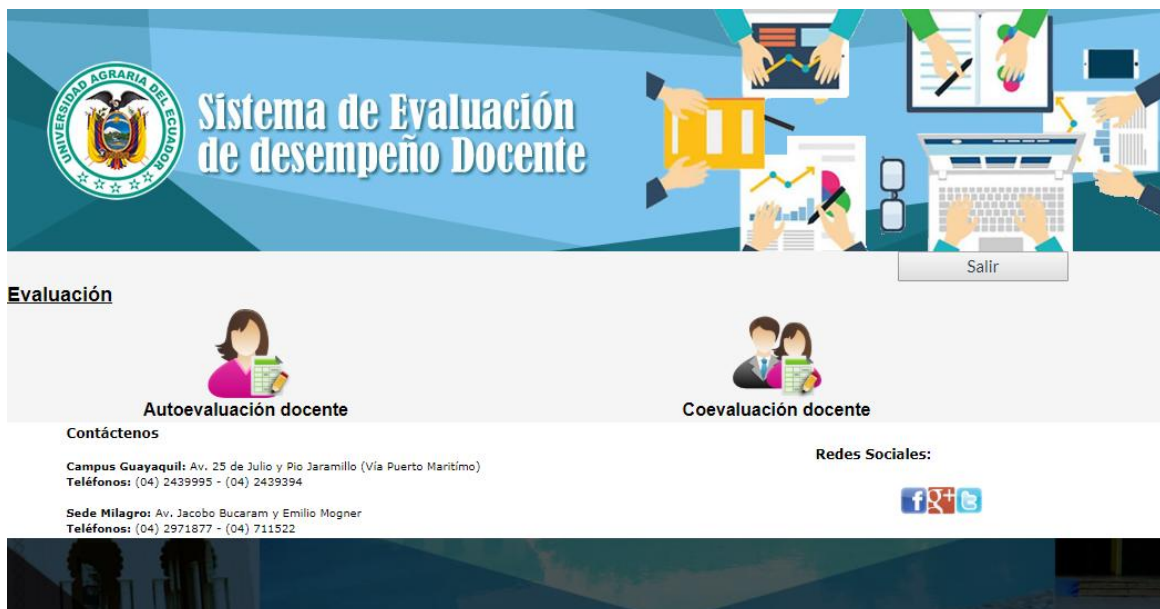 UNIVERSIDAD AGRARIA DEL ECUADOR
Sistema de Evaluación
de desempeño Docente
Salir
Evaluación
Autoevaluación docente
Coevaluación docente
Contáctenos
Campus Guayaquil: Av. 25 de Julio y Pio Jaramillo (Vía Puerto Maritímo)
Teléfonos: (04) 2439995 - (04) 2439394
Sede Milagro: Av. Jacobo Bucaram y Emilio Mogner
Teléfonos: (04) 2971877 - (04) 711522
Redes Sociales:
f g+ t